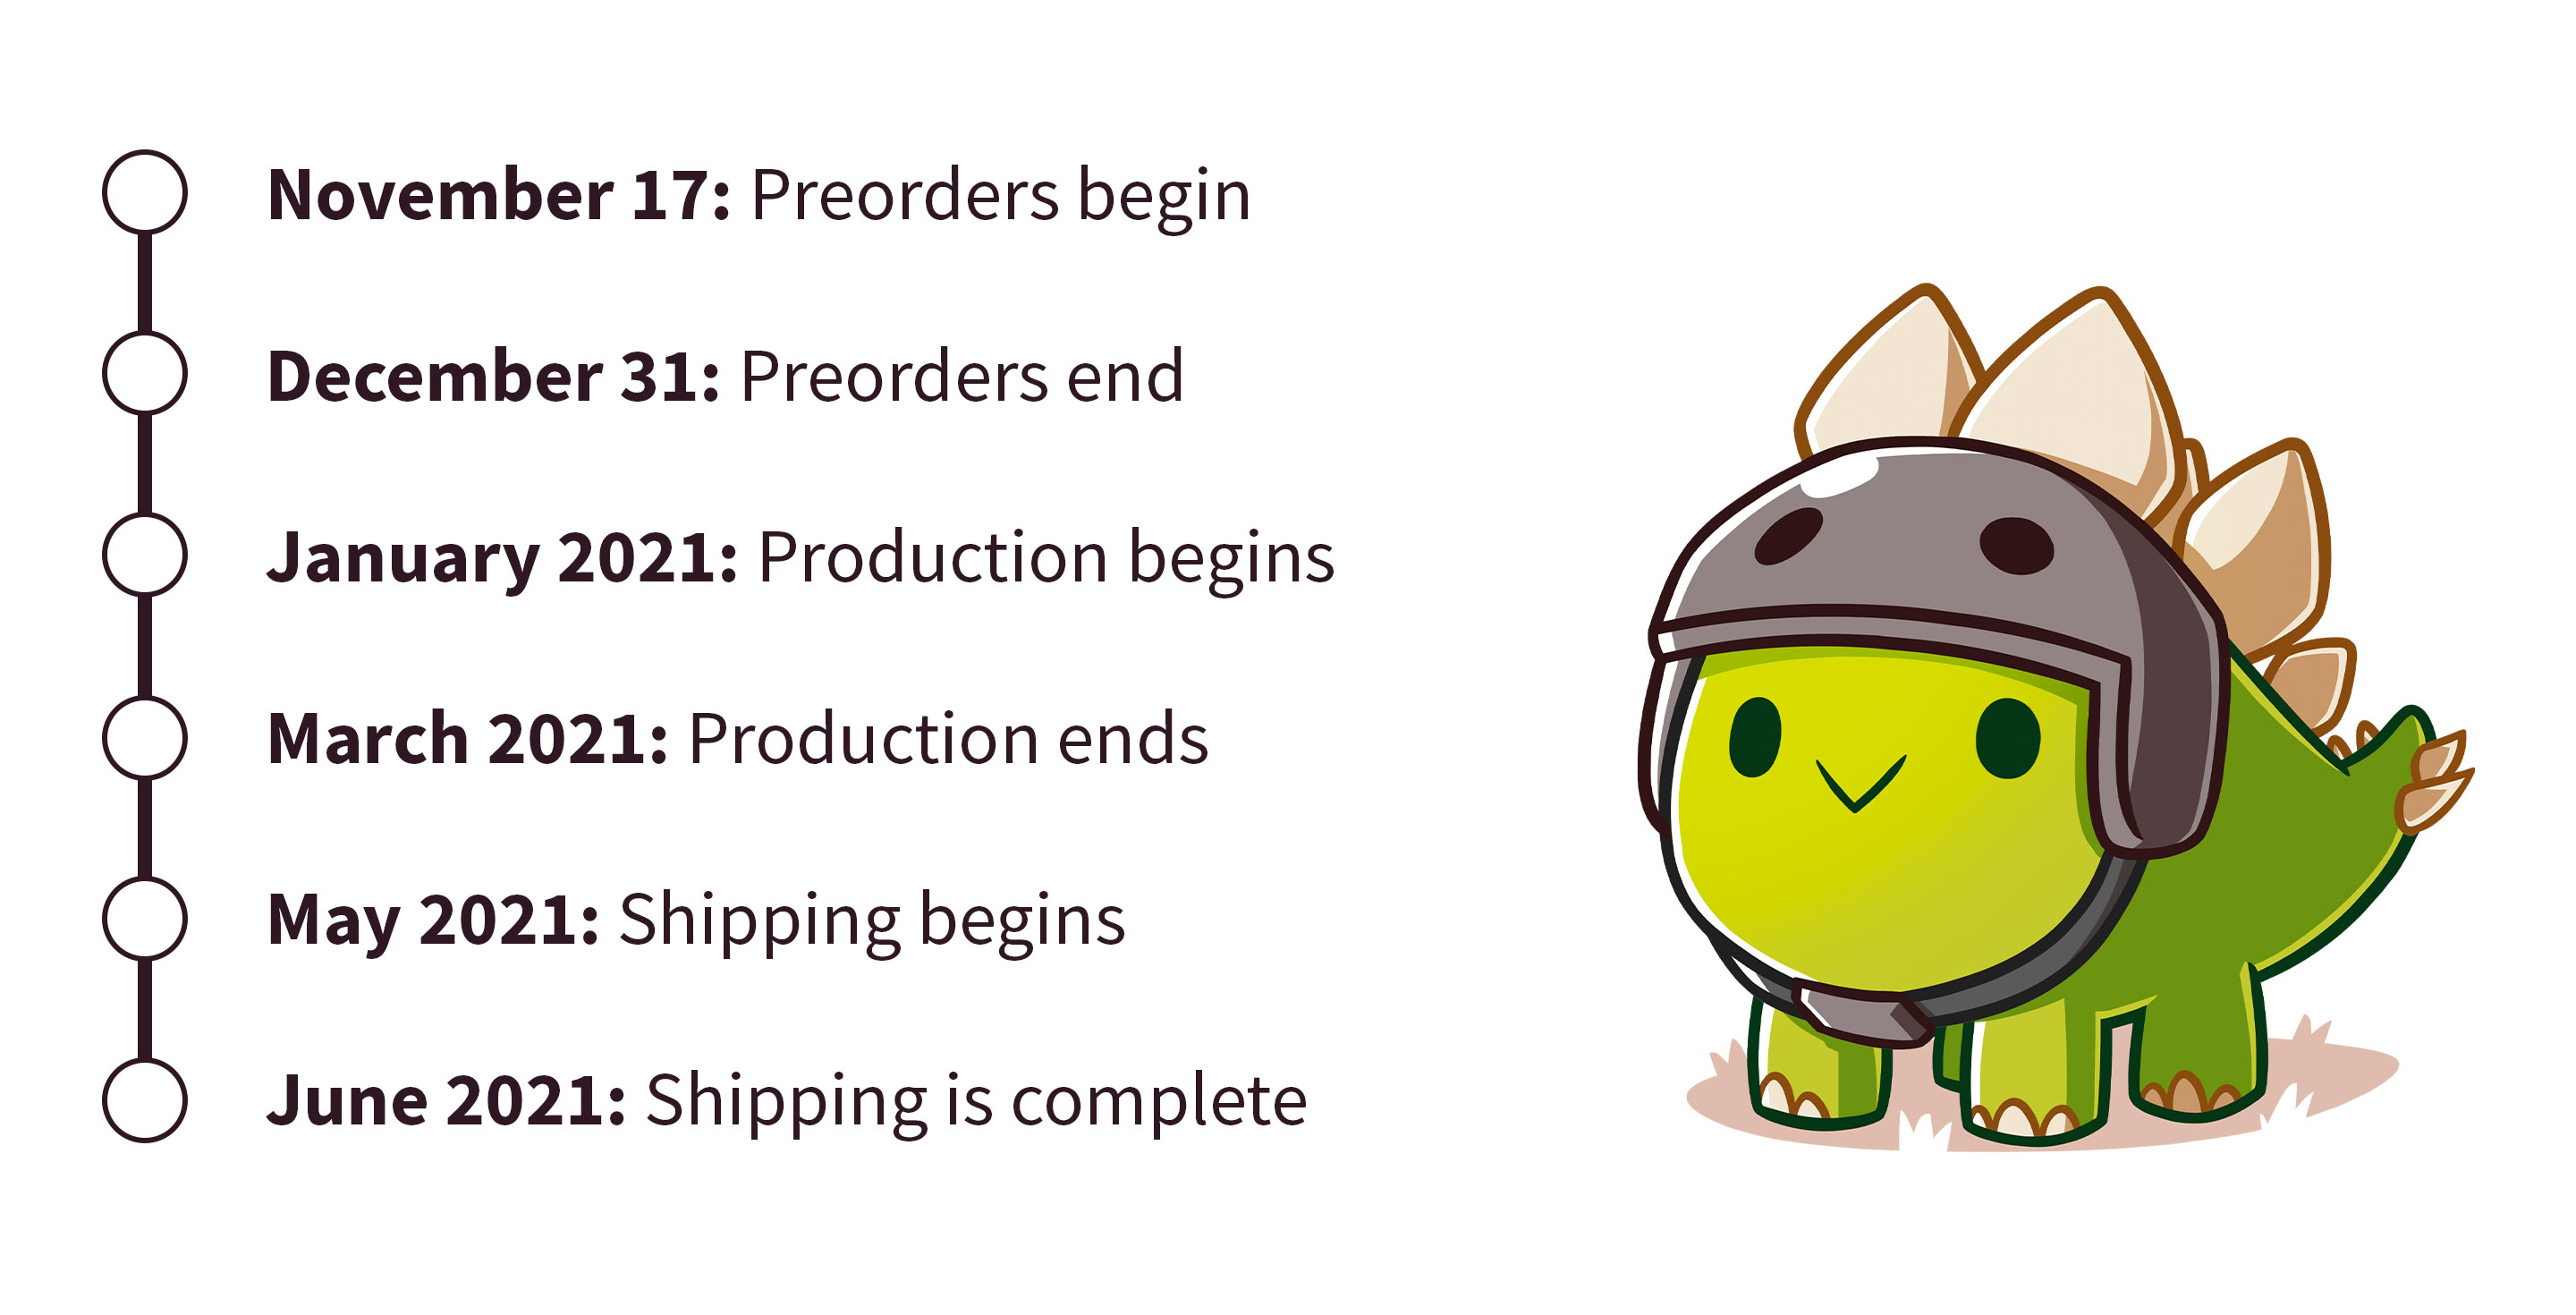 November 17: Preorders begin
December 31: Preorders end
January 2021: Production begins
March 2021: Production ends
May 2021: Shipping begins
June 2021: Shipping is complete